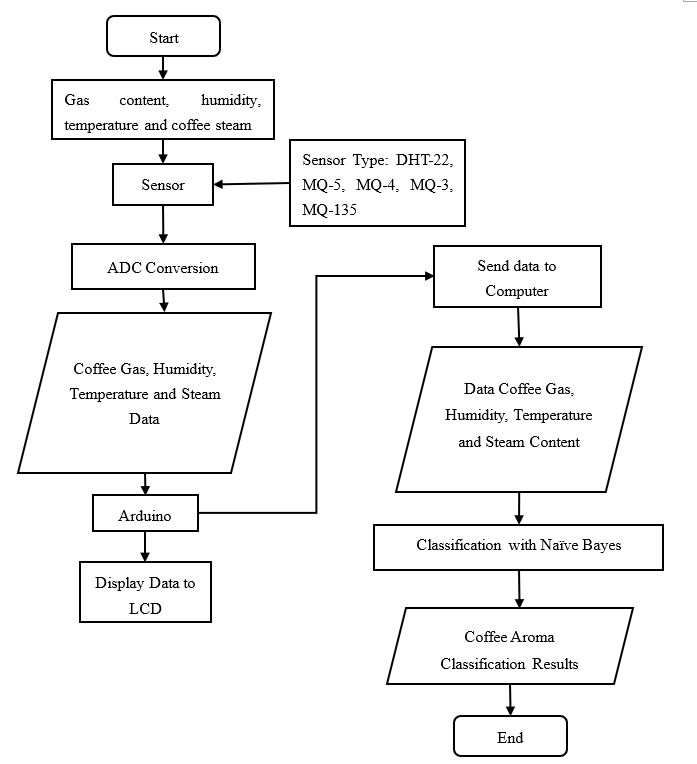 Start
Gas content, humidity,
temperature and coffee steam
Sensor
Sensor Type: DHT-22,
MQ-5, MQ-4, MQ-3,
MQ-135
ADC Conversion
Coffee Gas, Humidity,
Temperature and Steam
Data
Arduino
Display Data to
LCD
Send data to
Computer
Data Coffee Gas,
Humidity, Temperature
and Steam Content
Classification with Naïve Bayes
Coffee Aroma
Classification Results
End